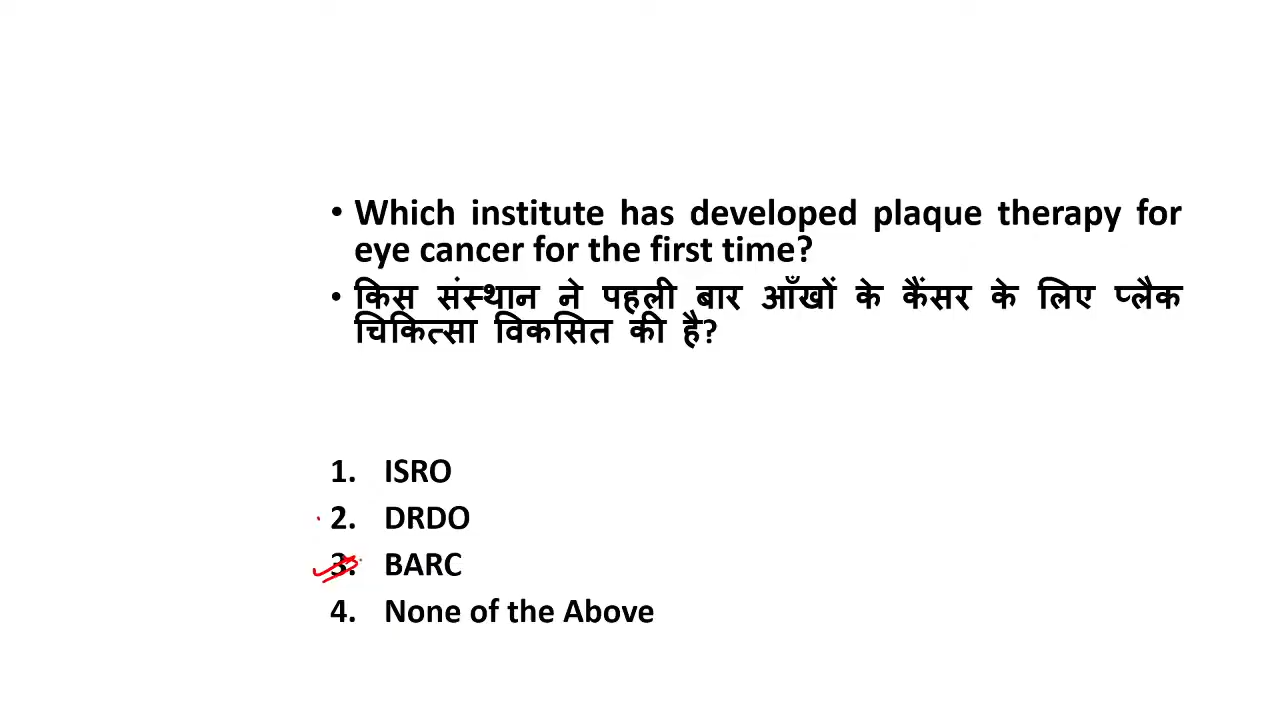 • Which institute has developed plaque therapy for
eye cancer for the first time?
• किस संस्थान ने पहली बार आँखों के कैंसर के लिए प्लैक
चिकित्सा विकसित की है?
1. ISRO
2. DRDO
3. BARC
4. None of the Above